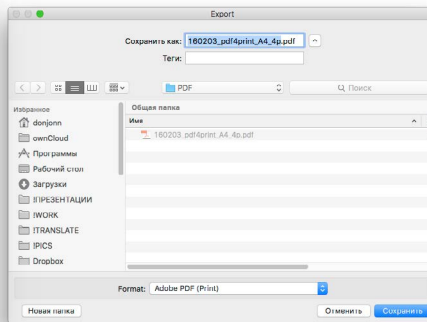 Export
Сохранить как: 160203_pdf4print_A4_4p.pdf
Теги:
PDF
Поиск
Избранное
donjonn
ownCloud
Программы
Рабочий стол
Загрузки
!ПРЕЗЕНТАЦИИ
!WORK
!TRANSLATE
!PICS
Dropbox
Общая папка
Имя
160203_pdf4print_A4_4p.pdf
Format: Adobe PDF (Print)
Новая папка
Отменить
Сохранить